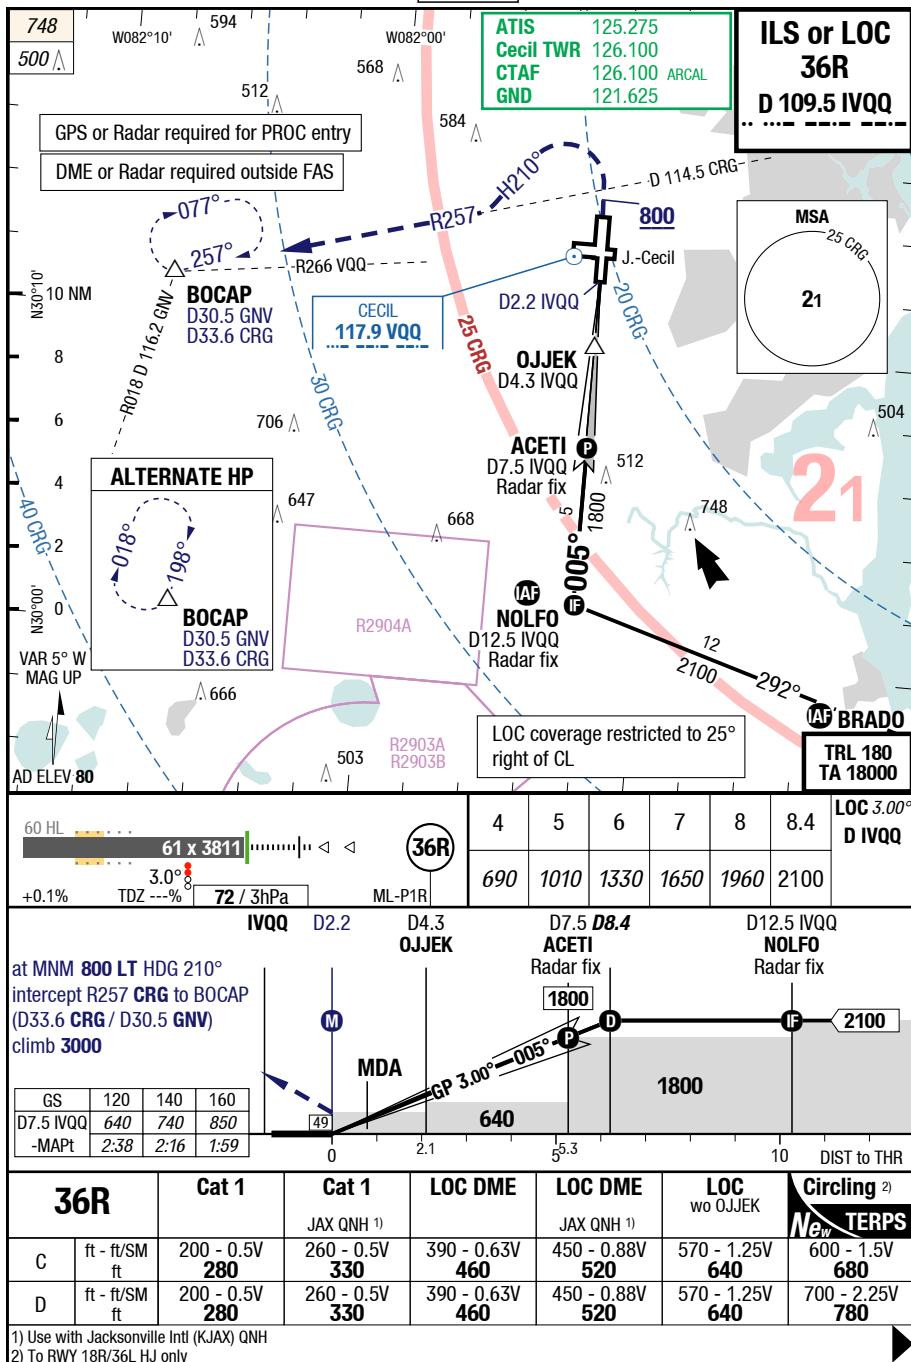 748
500
594
W082°10'
W082°00'
568
512
584
ATIS 125.275
Cecil TWR 126.100
CTAF 126.100 ARCAL
GND 121.625
ILS or LOC
36R
D 109.5 IVQQ
GPS or Radar required for PROC entry
DME or Radar required outside FAS
H210°
D 114.5 CRG
R257
800
077°
257°
R266 VQQ
J.-Cecil
MSA
25 CRG
21
N30°10'
10 NM
BOCAP
D30.5 GNV
D33.6 CRG
CECIL
117.9 VQQ
D2.2 IVQQ
20 CRG
25 CRG
30 CRG
8
R018 D 116.2 GNV
OJJEK
D4.3 IVQQ
6
706
504
ACETI
D7.5 IVQQ
Radar fix
P
512
21
4
ALTERNATE HP
018°
198°
BOCAP
D30.5 GNV
D33.6 CRG
40 CRG
647
668
5
1800
748
2
005°
N30°00'
0
IAF
NOLFO
D12.5 IVQQ
Radar fix
IF
R2904A
12
2100
292°
IAF BRADO
VAR 5° W
MAG UP
666
AD ELEV 80
503
R2903A
R2903B
LOC coverage restricted to 25°
right of CL
TRL 180
TA 18000
60 HL
61 x 3811
3.0°
+0.1%
TDZ ---%
72 / 3hPa
ML-P1R
36R
4 5 6 7 8 8.4 LOC 3.00°
D IVQQ
690 1010 1330 1650 1960 2100
IVQQ D2.2 D4.3 D7.5 D8.4 D12.5 IVQQ
OJJEK ACETI NOLFO
Radar fix Radar fix
at MNM 800 LT HDG 210°
intercept R257 CRG to BOCAP
(D33.6 CRG / D30.5 GNV)
climb 3000
M
1800
D
P
IF
2100
MDA
GP 3.00° 005°
1800
640
49
GS 120 140 160
D7.5 IVQQ 640 740 850
-MAPt 2:38 2:16 1:59
0 2.1 5 5.3 10 DIST to THR
36R Cat 1 Cat 1 LOC DME LOC DME LOC Circling 2)
JAX QNH 1) JAX QNH 1) wo OJJEK New TERPS
C ft - ft/SM 200 - 0.5V 260 - 0.5V 390 - 0.63V 450 - 0.88V 570 - 1.25V 600 - 1.5V
ft 280 330 460 520 640 680
D ft - ft/SM 200 - 0.5V 260 - 0.5V 390 - 0.63V 450 - 0.88V 570 - 1.25V 700 - 2.25V
ft 280 330 460 520 640 780
1) Use with Jacksonville Intl (KJAX) QNH
2) To RWY 18R/36L HJ only